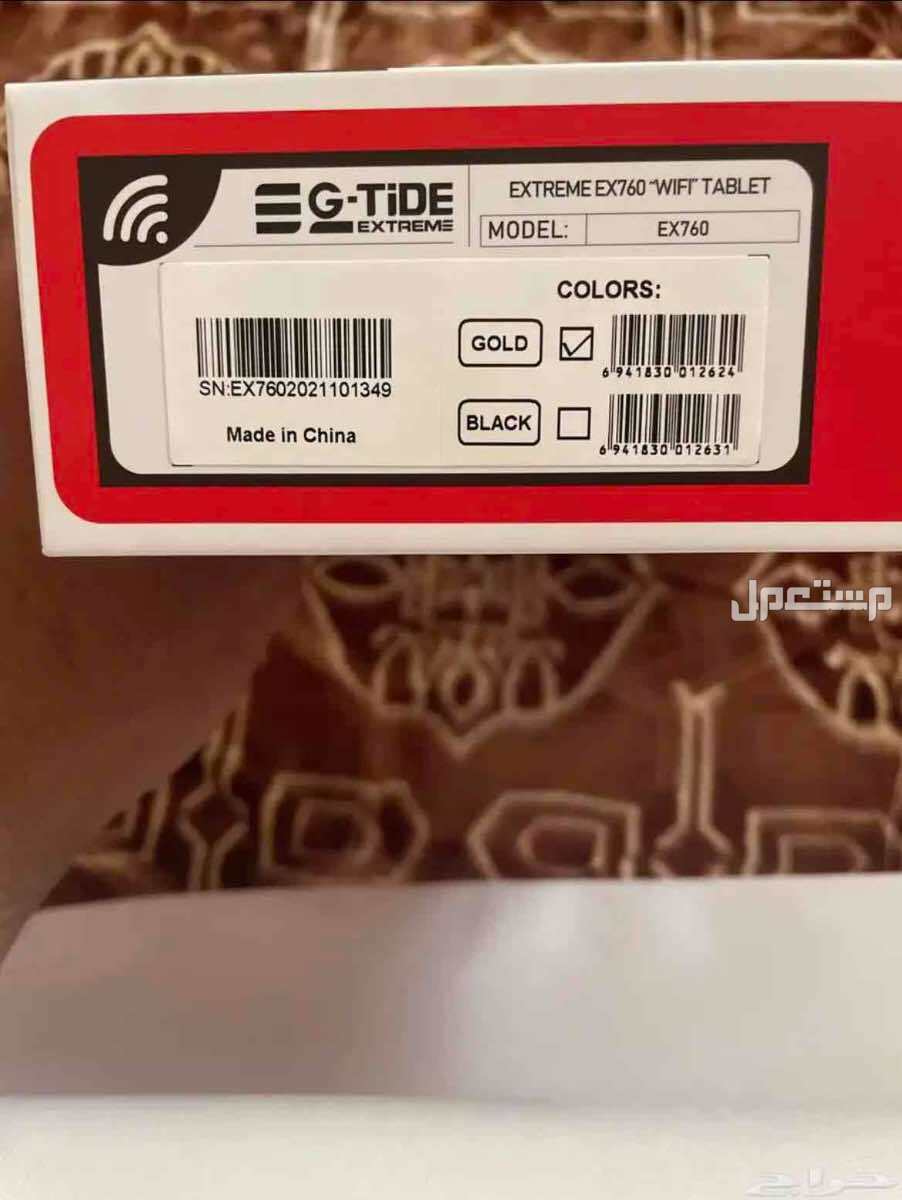 G-TiDE
EXTREME
EXTREME EX760 "WIFI" TABLET
MODEL: EX760
COLORS:
GOLD
6 941830 012624
SN:EX7602021101349
BLACK
6 941830 012631
Made in China
مستعمل
حراج